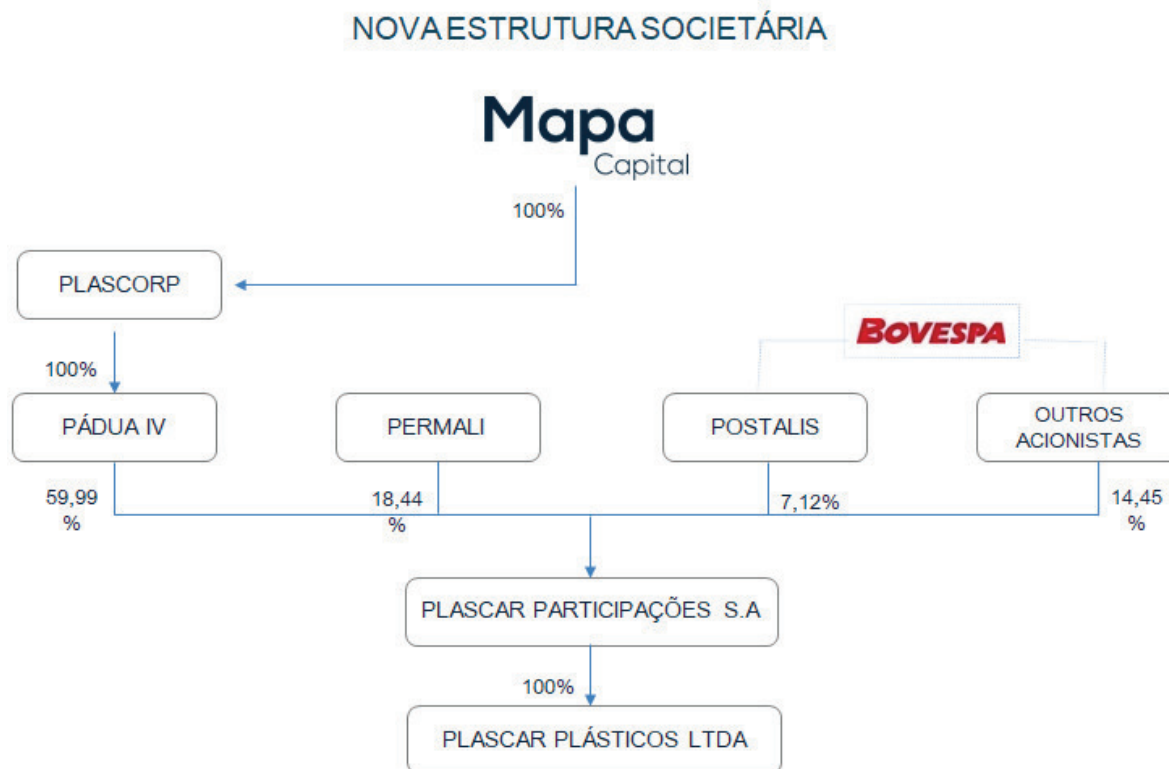 NOVA ESTRUTURA SOCIETÁRIA
Mapa
Capital
100%
PLASCORP
BOVESPA
100%
PÁDUA IV
PERMALI
POSTALIS
OUTROS
ACIONISTAS
59,99
%
18,44
%
7,12%
14,45
%
PLASCAR PARTICIPAÇÕES S.A
100%
PLASCAR PLÁSTICOS LTDA